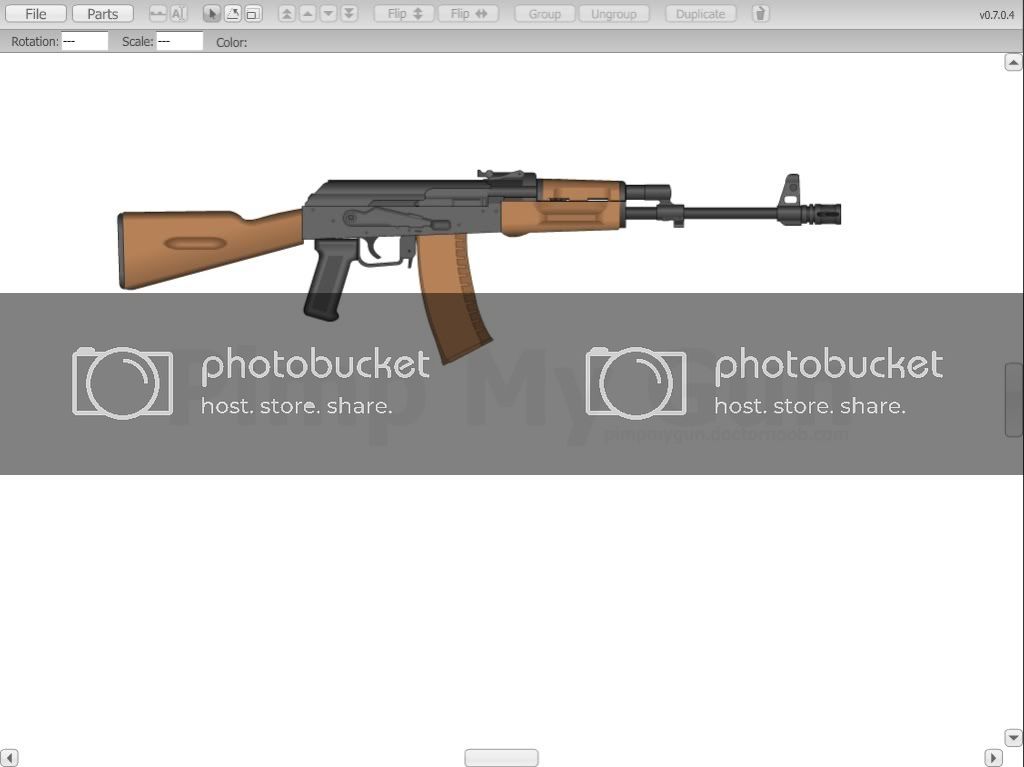 File Parts Flip Flip Group Ungroup Duplicate v0.7.0.4
Rotation: --- Scale: --- Color:
photobucket photobucket
host. store. share. host. store. share.
Pimp My Gun
pimpmygun.doctornoob.com